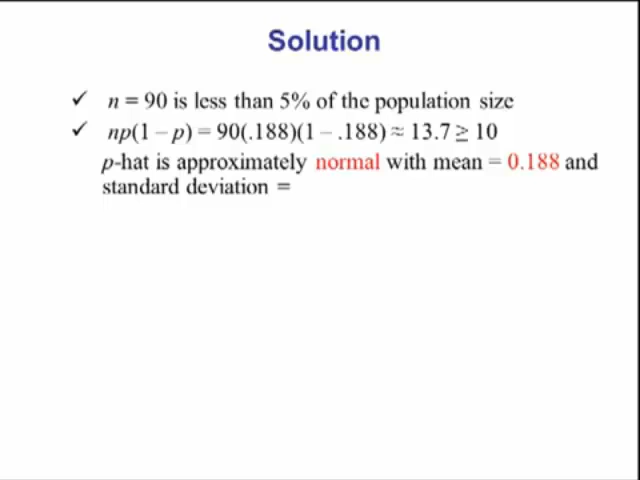 Solution
✓ n = 90 is less than 5% of the population size
✓ np(1 – p) = 90(.188)(1 – .188) ≈ 13.7 ≥ 10
p-hat is approximately normal with mean = 0.188 and
standard deviation =